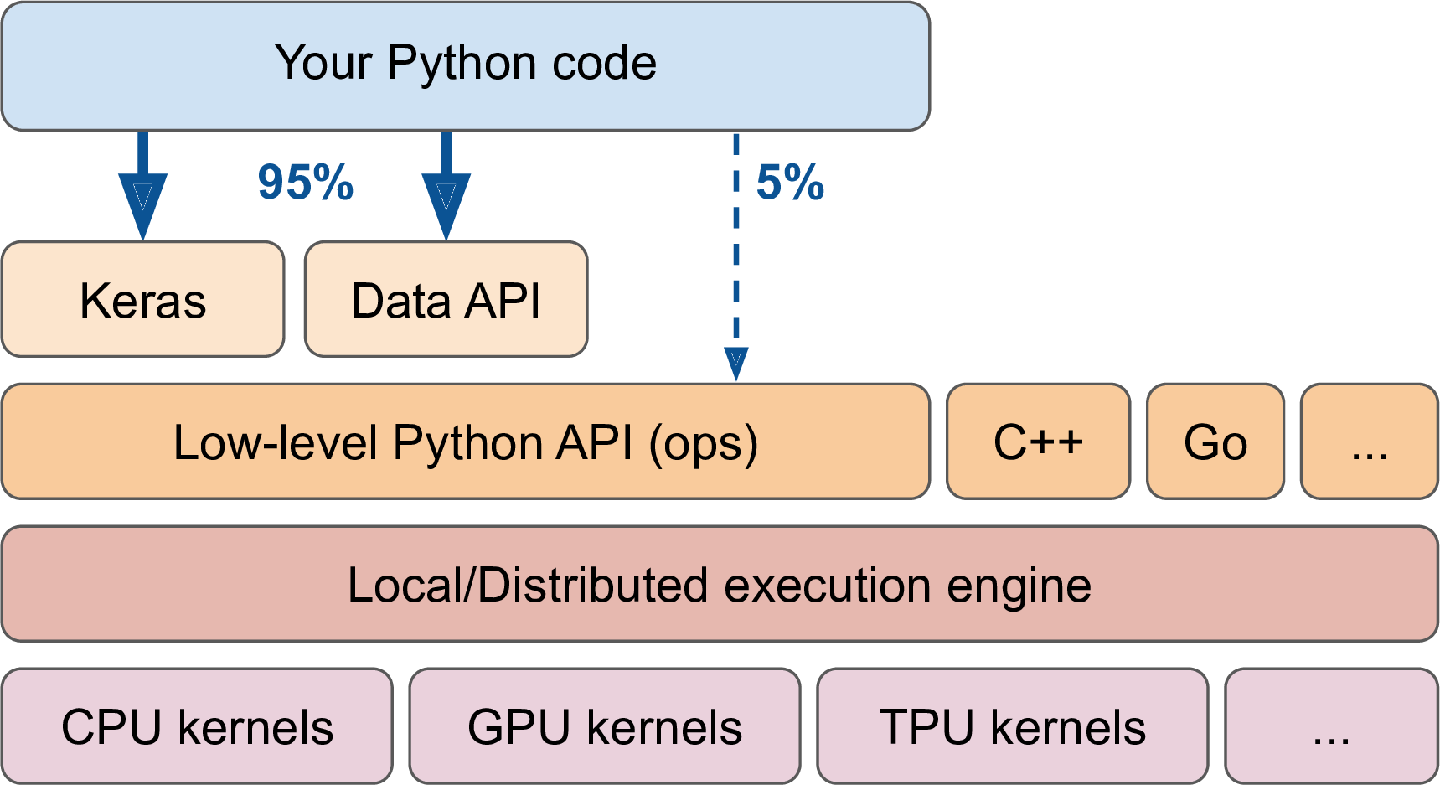 Your Python code
95%
5%
Keras
Data API
Low-level Python API (ops)
C++
Go
...
Local/Distributed execution engine
CPU kernels
GPU kernels
TPU kernels
...